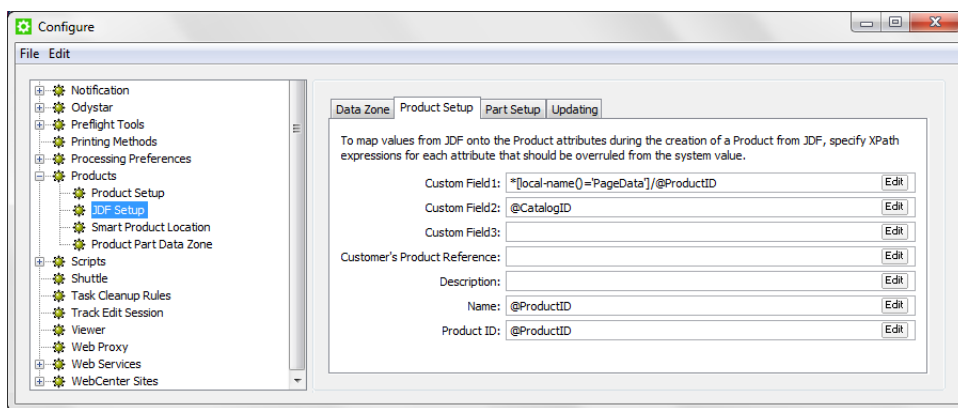 Configure
File Edit
Notification
Odystar
Preflight Tools
Printing Methods
Processing Preferences
Products
Product Setup
JDF Setup
Smart Product Location
Product Part Data Zone
Scripts
Shuttle
Task Cleanup Rules
Track Edit Session
Viewer
Web Proxy
Web Services
WebCenter Sites
Data Zone Product Setup Part Setup Updating
To map values from JDF onto the Product attributes during the creation of a Product from JDF, specify XPath
expressions for each attribute that should be overruled from the system value.
Custom Field1: *[local-name()='PageData']/@ProductID Edit
Custom Field2: @CatalogID Edit
Custom Field3: Edit
Customer's Product Reference: Edit
Description: Edit
Name: @ProductID Edit
Product ID: @ProductID Edit